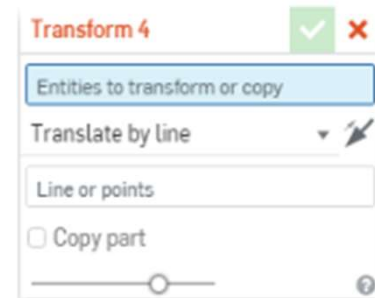 Transform 4
Entities to transform or copy
Translate by line
Line or points
Copy part